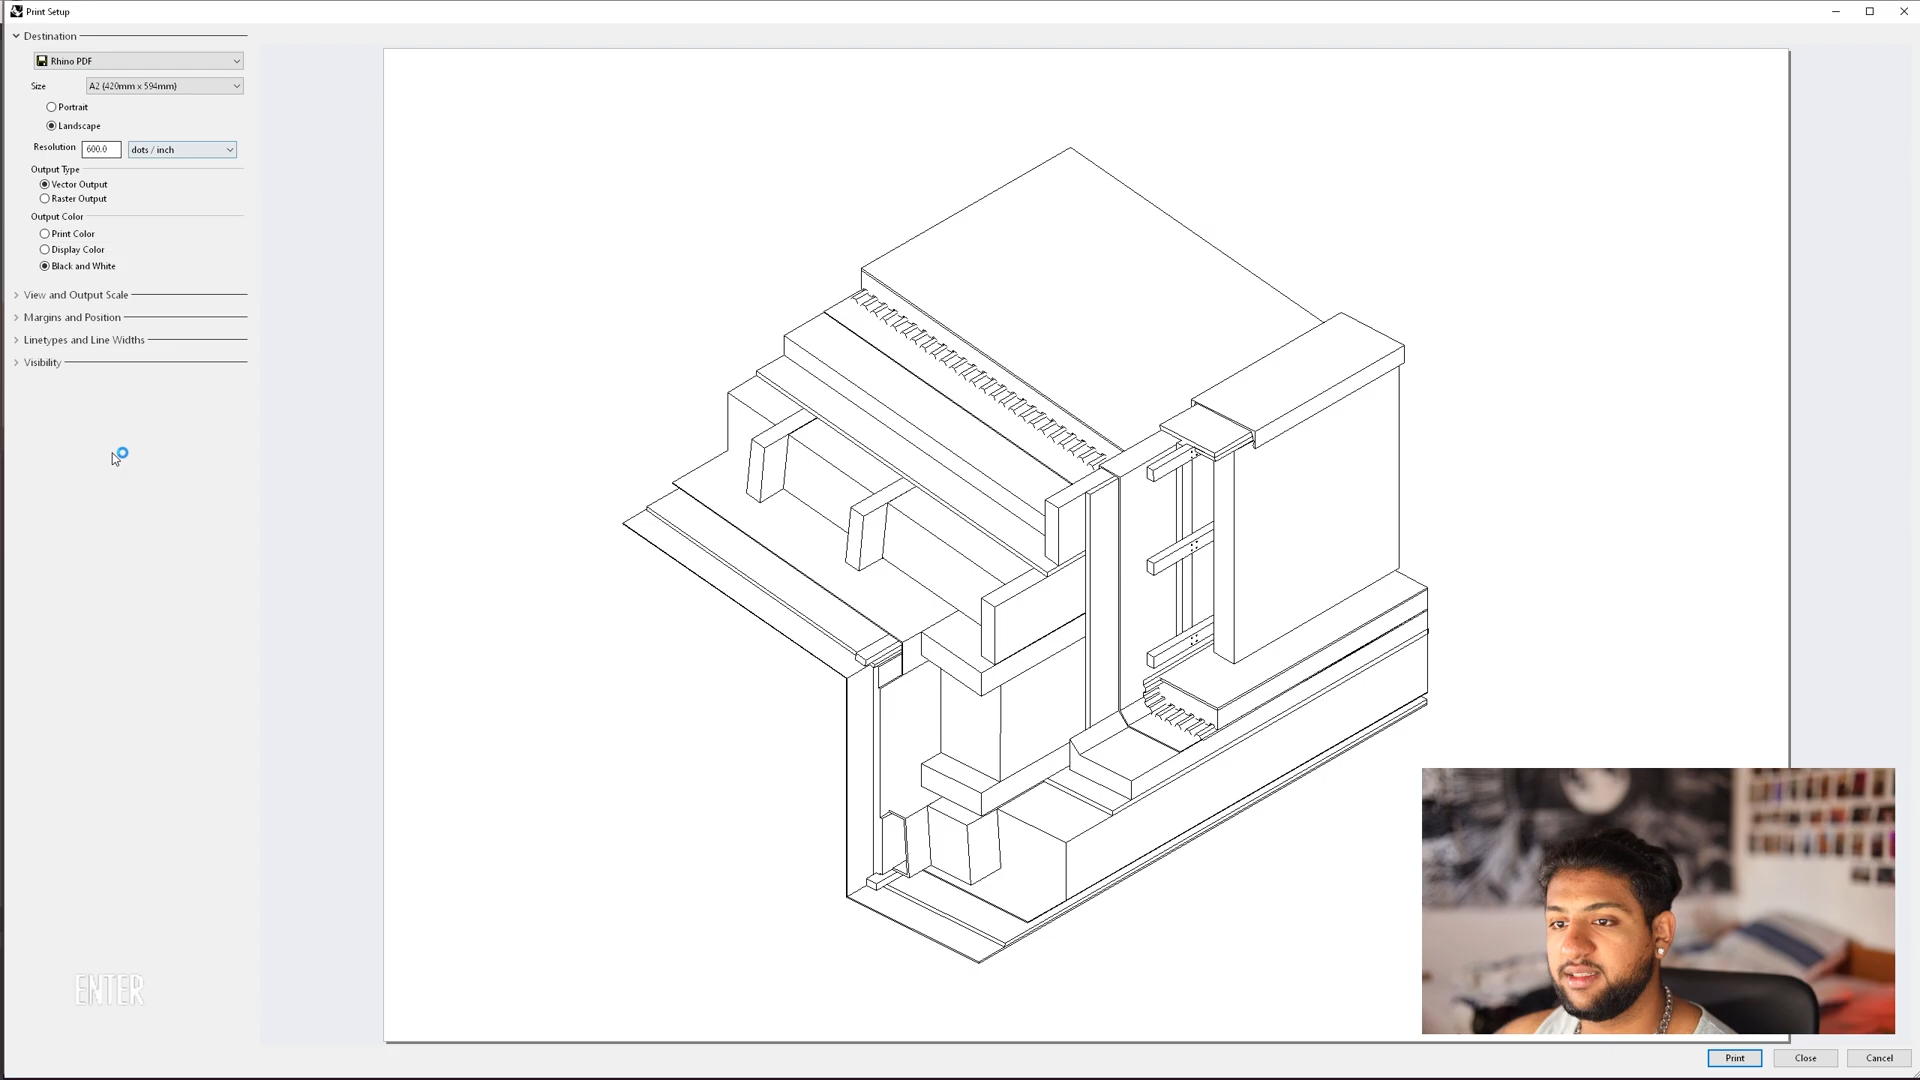 Print Setup
Destination
Rhino PDF
Size
A2 (420mm x 594mm)
Portrait
Landscape
Resolution 600.0 dots / inch
Output Type
Vector Output
Raster Output
Output Color
Print Color
Display Color
Black and White
View and Output Scale
Margins and Position
Linetypes and Line Widths
Visibility
ENTER
Print Close Cancel